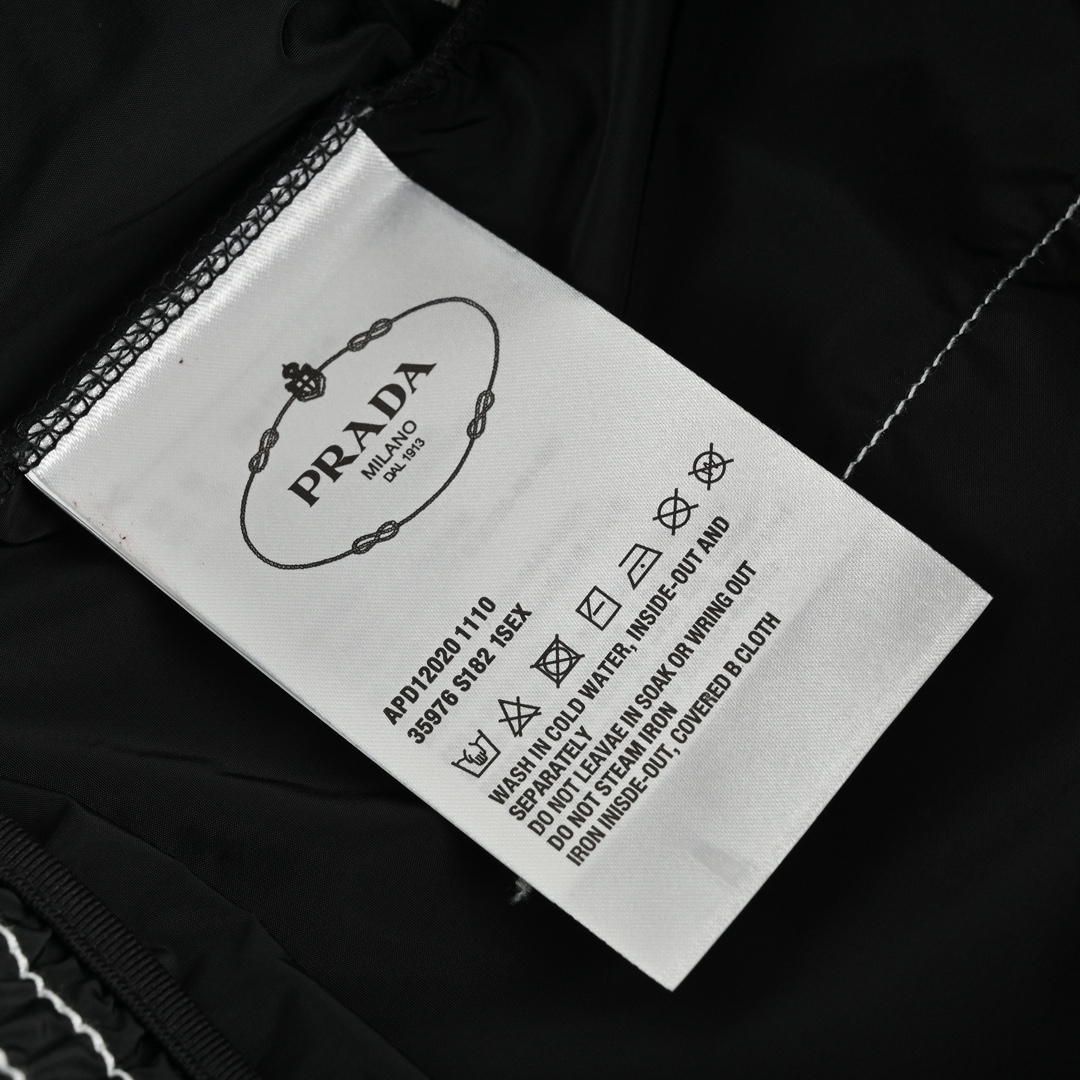 PRADA
MILANO
DAL 1913
APD12020 1110
35976 S182 1SEX
WASH IN COLD WATER, INSIDE-OUT AND
SEPARATELY
DO NOT LEAVAE IN SOAK OR WRING OUT
DO NOT STEAM IRON
IRON INISDE-OUT, COVERED B CLOTH